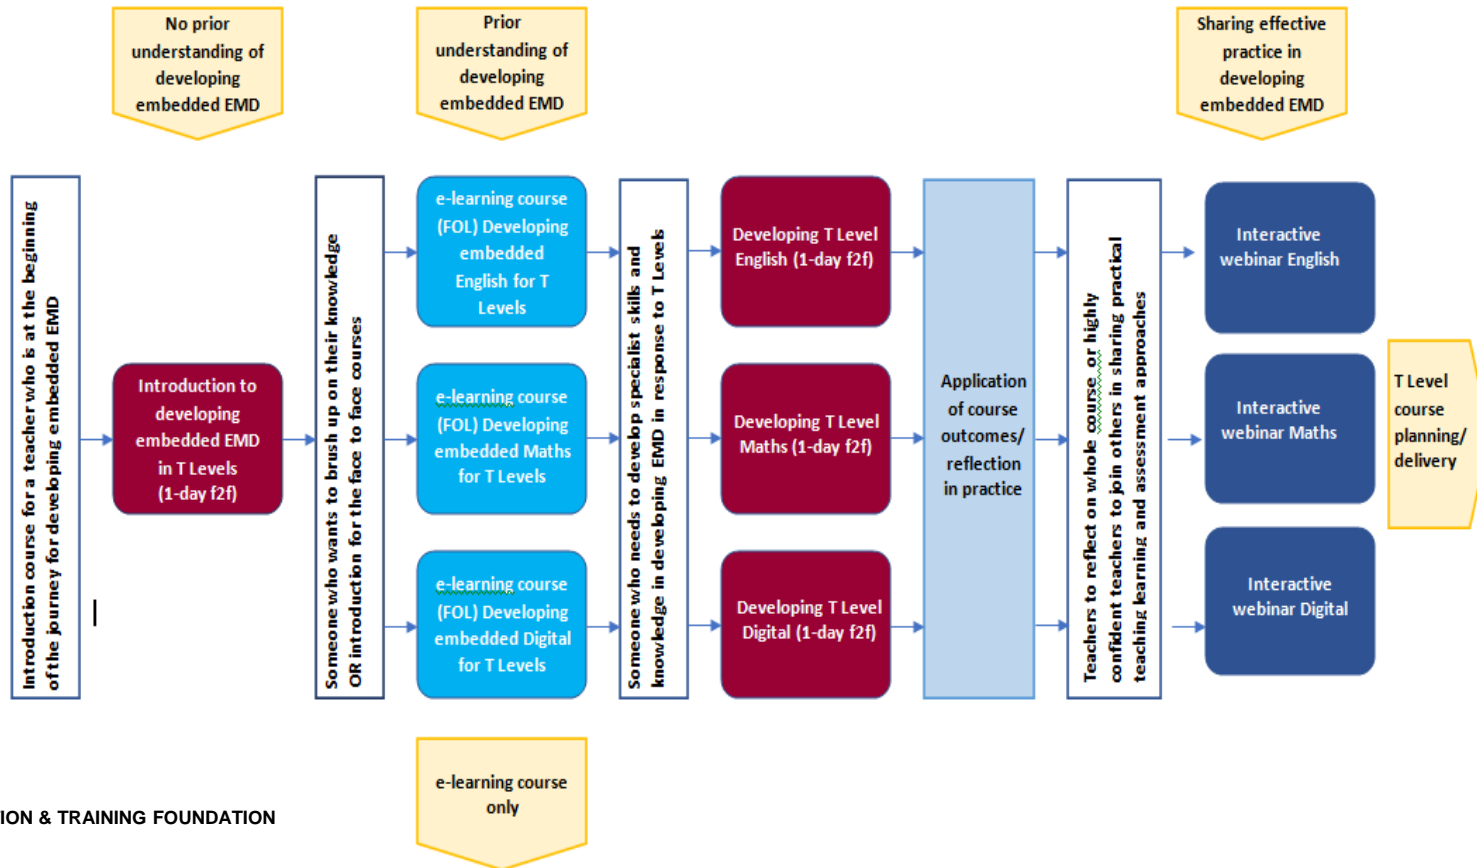 No prior
understanding of
developing
embedded EMD
Prior
understanding of
developing
embedded EMD
Sharing effective
practice in
developing
embedded EMD
Introduction course for a teacher who is at the beginning
of the journey for developing embedded EMD
Introduction to
developing
embedded EMD
in T Levels
(1-day f2f)
Someone who wants to brush up on their knowledge
OR introduction for the face to face courses
e-learning course
(FOL) Developing
embedded
English for T
Levels
e-learning course
(FOL) Developing
embedded Maths
for T Levels
e-learning course
(FOL) Developing
embedded Digital
for T Levels
Someone who needs to develop specialist skills and
knowledge in developing EMD in response to T Levels
Developing T Level
English (1-day f2f)
Developing T Level
Maths (1-day f2f)
Developing T Level
Digital (1-day f2f)
Application
of course
outcomes/
reflection
in practice
Teachers to reflect on whole course or highly
confident teachers to join others in sharing practical
teaching learning and assesment approaches
Interactive
webinar English
Interactive
webinar Maths
Interactive
webinar Digital
T Level
course
planning/
delivery
e-learning course
only
TION & TRAINING FOUNDATION